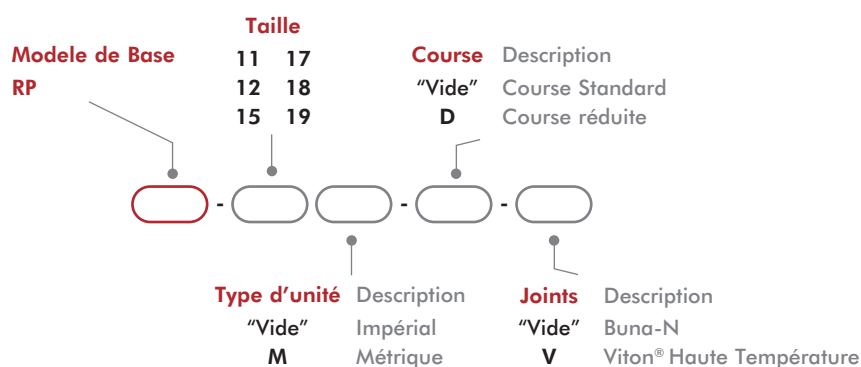 Taille
Modele de Base
RP
11 17
12 18
15 19
Course Description
“Vide” Course Standard
D Course réduite
- - -
Type d’unité Description
“Vide” Impérial
M Métrique
Joints Description
“Vide” Buna-N
V Viton® Haute Température